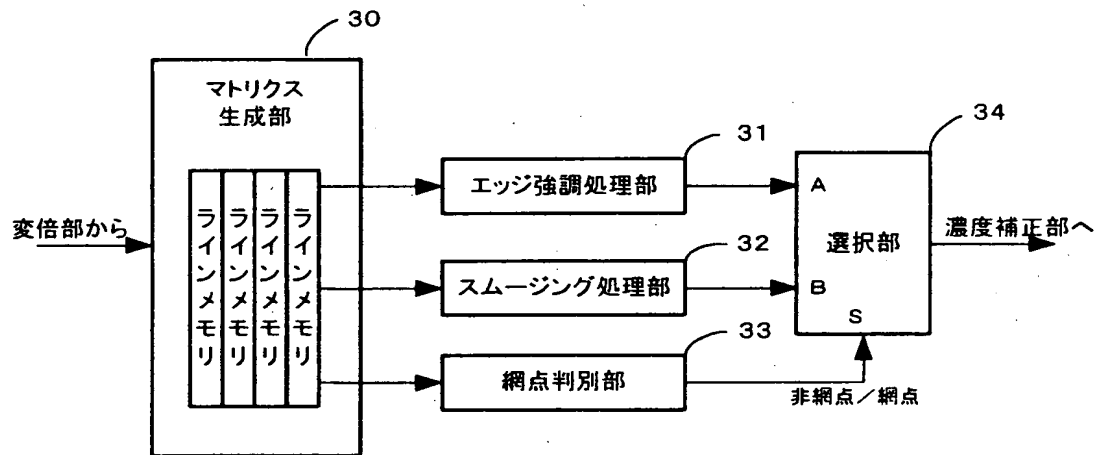 30
マトリクス
生成部
ラインメモリ
ラインメモリ
ラインメモリ
ラインメモリ
変倍部から
31
エッジ強調処理部
32
スムージング処理部
33
網点判別部
34
A
選択部
B
S
濃度補正部へ
非網点/網点